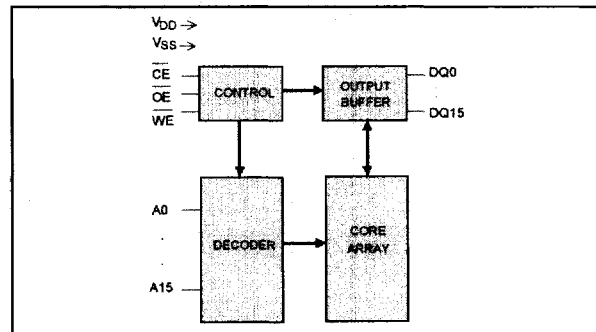 VDD
VSS
CE
OE
WE
CONTROL
OUTPUT
BUFFER
DQ0
DQ15
A0
.
.
A15
DECODER
CORE
ARRAY